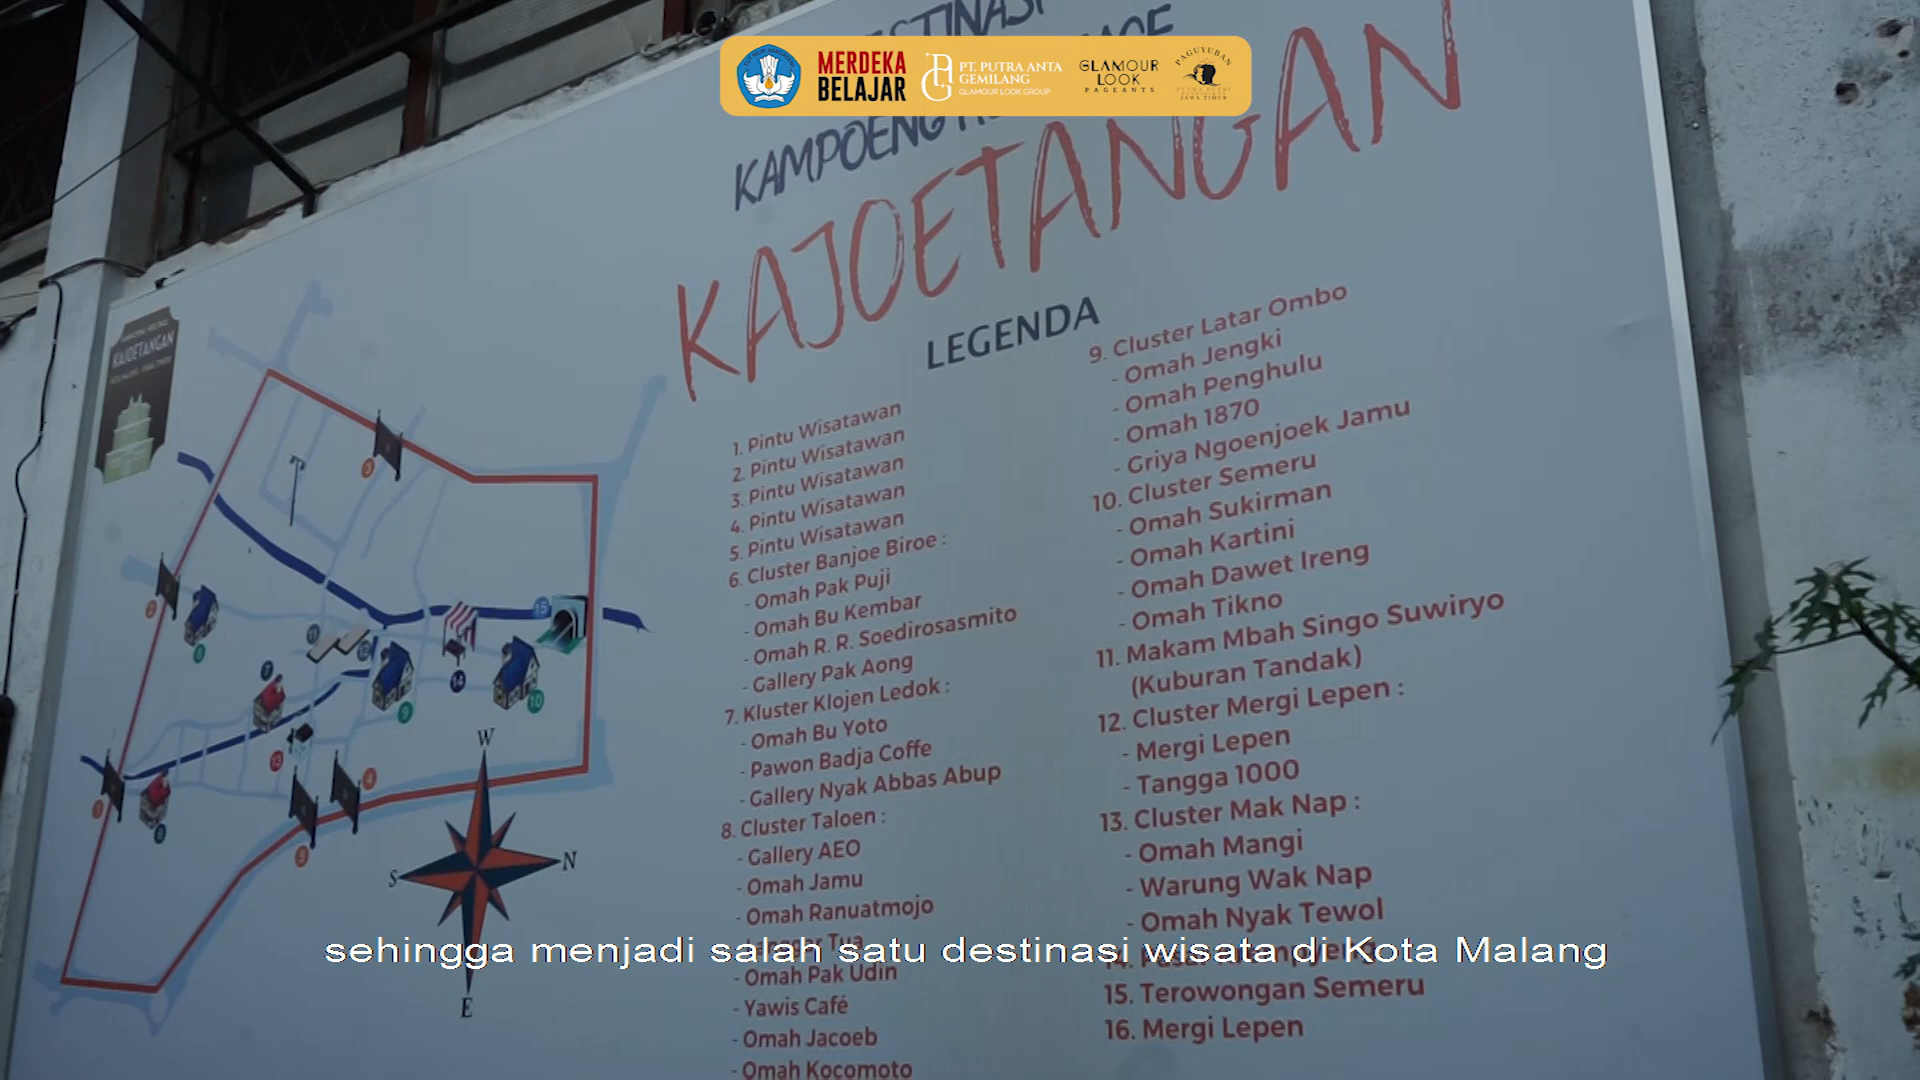 DESTINASI
MERDEKA
BELAJAR
PT. PUTRA ANTA
GEMILANG
GLAMOUR LOOK GROUP
GLAMOUR
LOOK
PAGEANTS
PAGUYUBAN
JAWA TIMUR
KAMPOENG
KAJOETANGAN
LEGENDA
KAJOETANGAN
1. Pintu Wisatawan
2. Pintu Wisatawan
3. Pintu Wisatawan
4. Pintu Wisatawan
5. Pintu Wisatawan
6. Cluster Banjoe Biroe :
- Omah Pak Puji
- Omah Bu Kembar
- Omah R. R. Soedirosasmito
- Gallery Pak Aong
7. Kluster Klojen Ledok :
- Omah Bu Yoto
- Pawon Badja Coffe
- Gallery Nyak Abbas Abup
8. Cluster Taloen :
- Gallery AEO
- Omah Jamu
- Omah Ranuatmojo
- Omah Pak Udin
- Yawis Café
- Omah Jacoeb
- Omah Kocomoto
9. Cluster Latar Ombo
- Omah Jengki
- Omah Penghulu
- Omah 1870
- Griya Ngoenjoek Jamu
10. Cluster Semeru
- Omah Sukirman
- Omah Kartini
- Omah Dawet Ireng
- Omah Tikno
11. Makam Mbah Singo Suwiryo
(Kuburan Tandak)
12. Cluster Mergi Lepen :
- Mergi Lepen
- Tangga 1000
13. Cluster Mak Nap :
- Omah Mangi
- Warung Wak Nap
- Omah Nyak Tewol
15. Terowongan Semeru
16. Mergi Lepen
W
N
S
E
sehingga menjadi salah satu destinasi wisata di Kota Malang